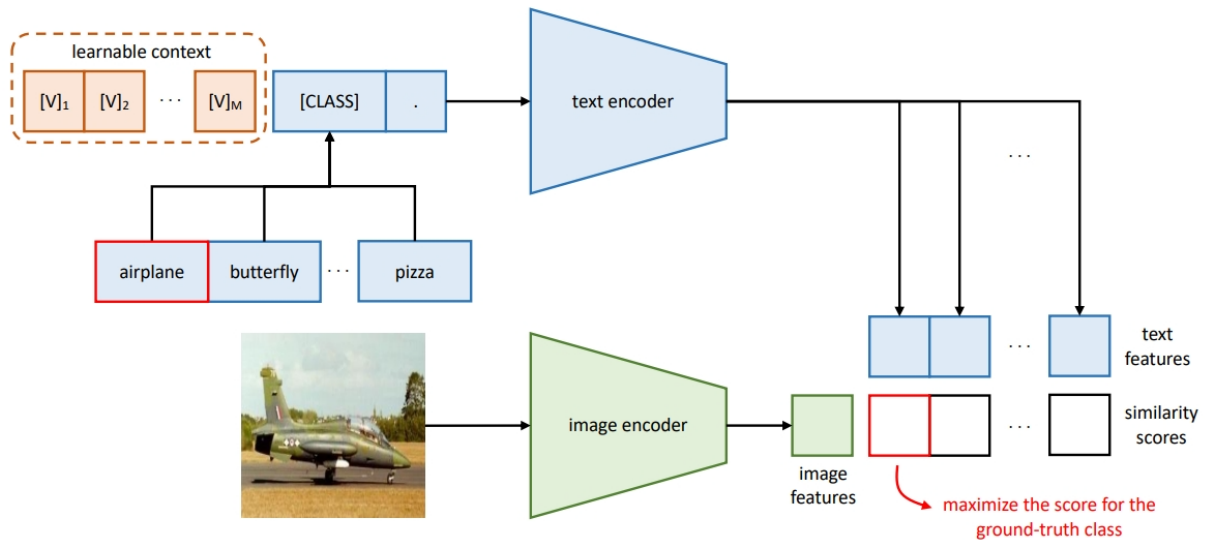 learnable context
[V]₁ [V]₂ ... [V]ᴍ [CLASS] .
text encoder
...
airplane butterfly ... pizza
... text
features
image encoder
... similarity
scores
image
features
maximize the score for the
ground-truth class